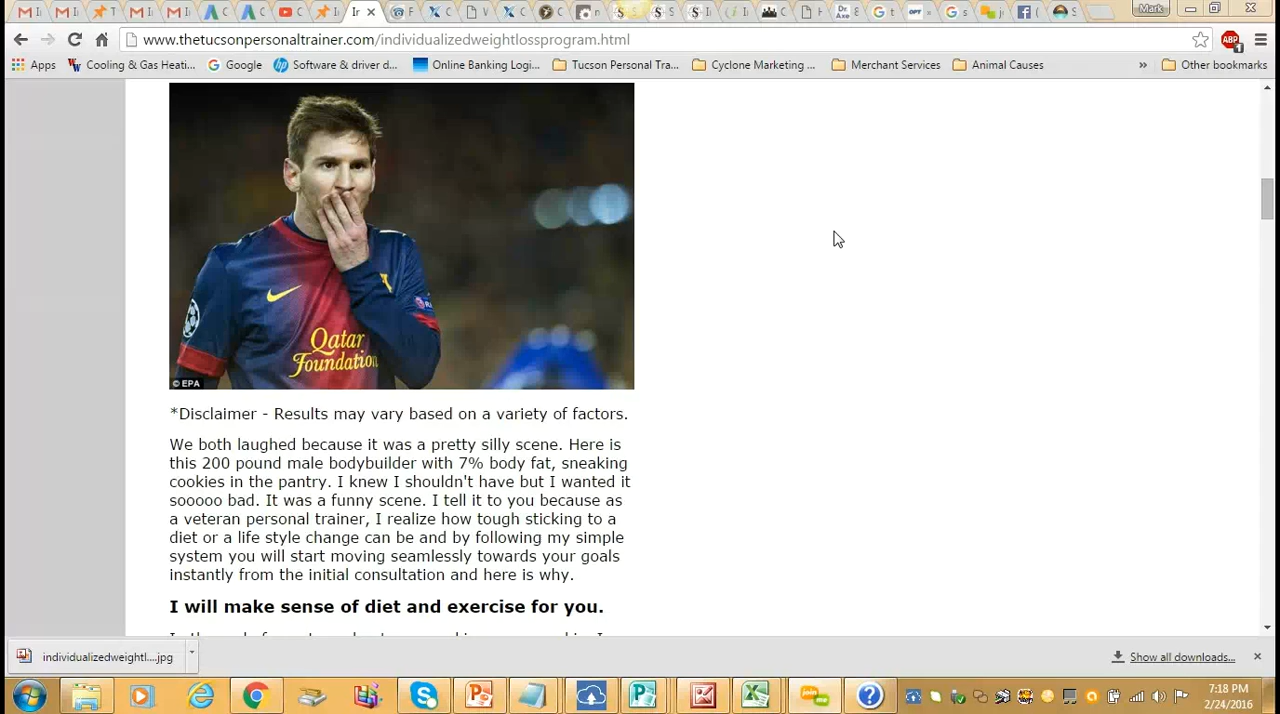 Mark
www.thetucsonpersonaltrainer.com/individualizedweightlossprogram.html
ABP
1
Apps
Cooling & Gas Heati...
Google
Software & driver d...
Online Banking Logi...
Tucson Personal Tra...
Cyclone Marketing ...
Merchant Services
Animal Causes
»
Other bookmarks
Qatar
Foundation
© EPA
*Disclaimer - Results may vary based on a variety of factors.
We both laughed because it was a pretty silly scene. Here is
this 200 pound male bodybuilder with 7% body fat, sneaking
cookies in the pantry. I knew I shouldn't have but I wanted it
sooooo bad. It was a funny scene. I tell it to you because as
a veteran personal trainer, I realize how tough sticking to a
diet or a life style change can be and by following my simple
system you will start moving seamlessly towards your goals
instantly from the initial consultation and here is why.
I will make sense of diet and exercise for you.
individualizedweightl....jpg
Show all downloads...
7:18 PM
2/24/2016